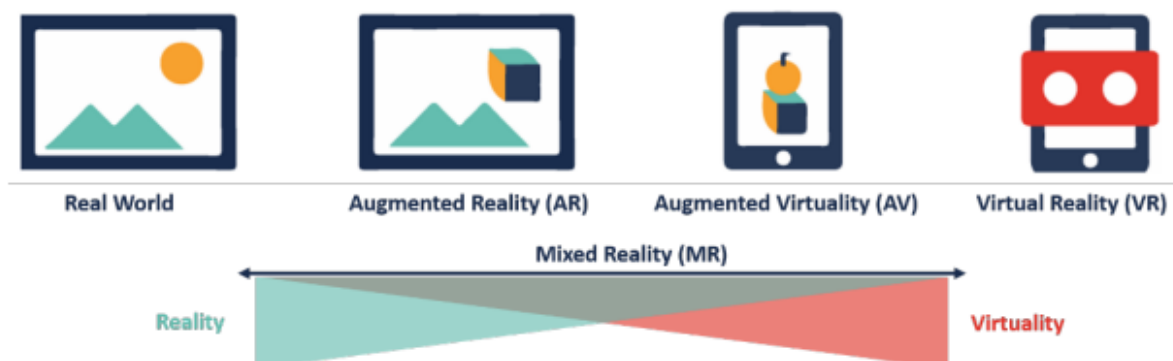 Real World
Augmented Reality (AR)
Augmented Virtuality (AV)
Virtual Reality (VR)
Mixed Reality (MR)
Reality
Virtuality